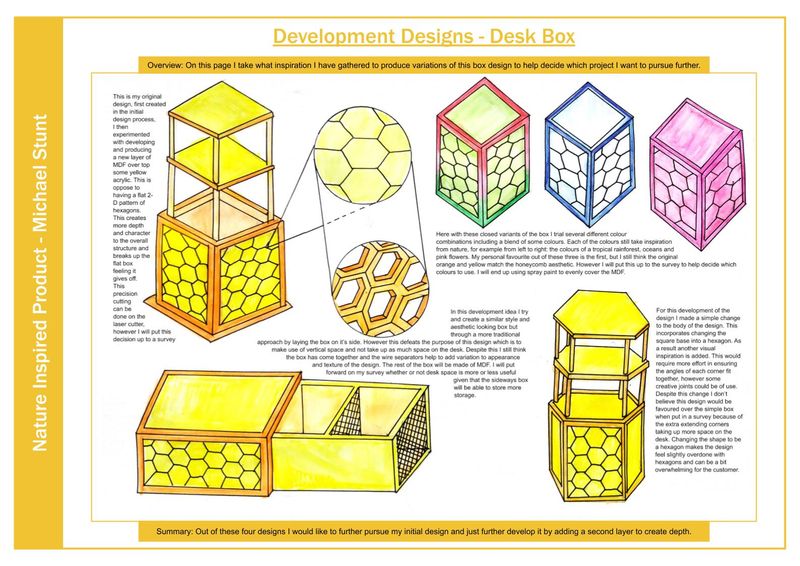 Development Designs - Desk Box
Overview: On this page I take what inspiration I have gathered to produce variations of this box design to help decide which project I want to pursue further.
Nature Inspired Product - Michael Stunt
This is my original
design, first created
in the initial
design process,
I then
experimented
with developing
and producing
a new layer of
MDF over top
some yellow
acrylic. This is
oppose to
having a flat 2-
D pattern of
hexagons.
This creates
more depth
and character
to the overall
structure and
breaks up the
flat box
feeling it
gives off.
This
precision
cutting
can be
done on the
laser cutter,
however I will put this
decision up to a survey
Here with these closed variants of the box I trial several different colour
combinations including a blend of some colours. Each of the colours still take inspiration
from nature, for example from left to right: the colours of a tropical rainforest, oceans and
pink flowers. My personal favourite out of these three is the first, but I still think the original
orange and yellow match the honeycomb aesthetic. However I will put this up to the survey to help decide which
colours to use. I will end up using spray paint to evenly cover the MDF.
In this development idea I try
and create a similar style and
aesthetic looking box but
through a more traditional
approach by laying the box on it's side. However this defeats the purpose of this design which is to
make use of vertical space and not take up as much space on the desk. Despite this I still think
the box has come together and the wire separators help to add variation to appearance
and texture of the design. The rest of the box will be made of MDF. I will put
forward on my survey whether or not desk space is more or less useful
given that the sideways box
will be able to store more
storage.
For this development of the
design I made a simple change
to the body of the design. This
incorporates changing the
square base into a hexagon. As
a result another visual
inspiration is added. This would
require more effort in ensuring
the angles of each corner fit
together, however some
creative joints could be of use.
Despite this change I don't
believe this design would be
favoured over the simple box
when put in a survey because of
the extra extending corners
taking up more space on the
desk. Changing the shape to be
a hexagon makes the design
feel slightly overdone with
hexagons and can be a bit
overwhelming for the customer.
Summary: Out of these four designs I would like to further pursue my initial design and just further develop it by adding a second layer to create depth.